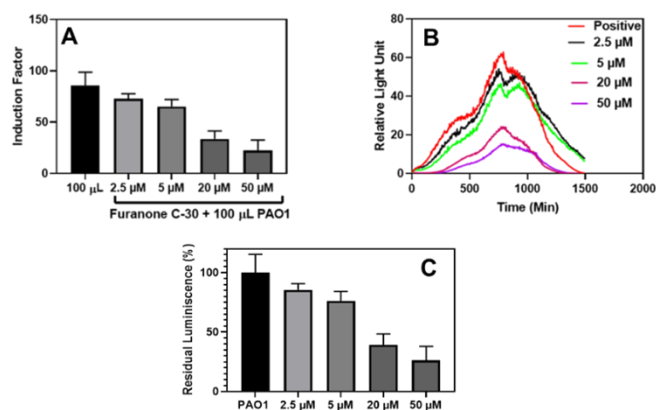 A
Induction Factor
150
100
50
0
100 µL 2.5 µM 5 µM 20 µM 50 µM
Furanone C-30 + 100 µL PAO1
B
Relative Light Unit
80
60
40
20
0
0 500 1000 1500 2000
Time (Min)
Positive
2.5 µM
5 µM
20 µM
50 µM
C
Residual Luminiscence (%)
100
50
0
PAO1 2.5 µM 5 µM 20 µM 50 µM